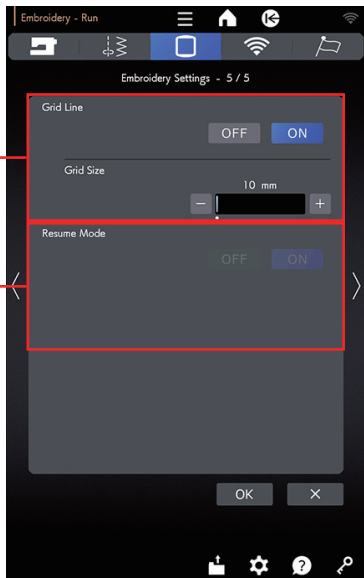 Embroidery - Run
Embroidery Settings - 5 / 5
Grid Line
OFF ON
Grid Size
10 mm
− +
Resume Mode
OFF ON
OK ×
?